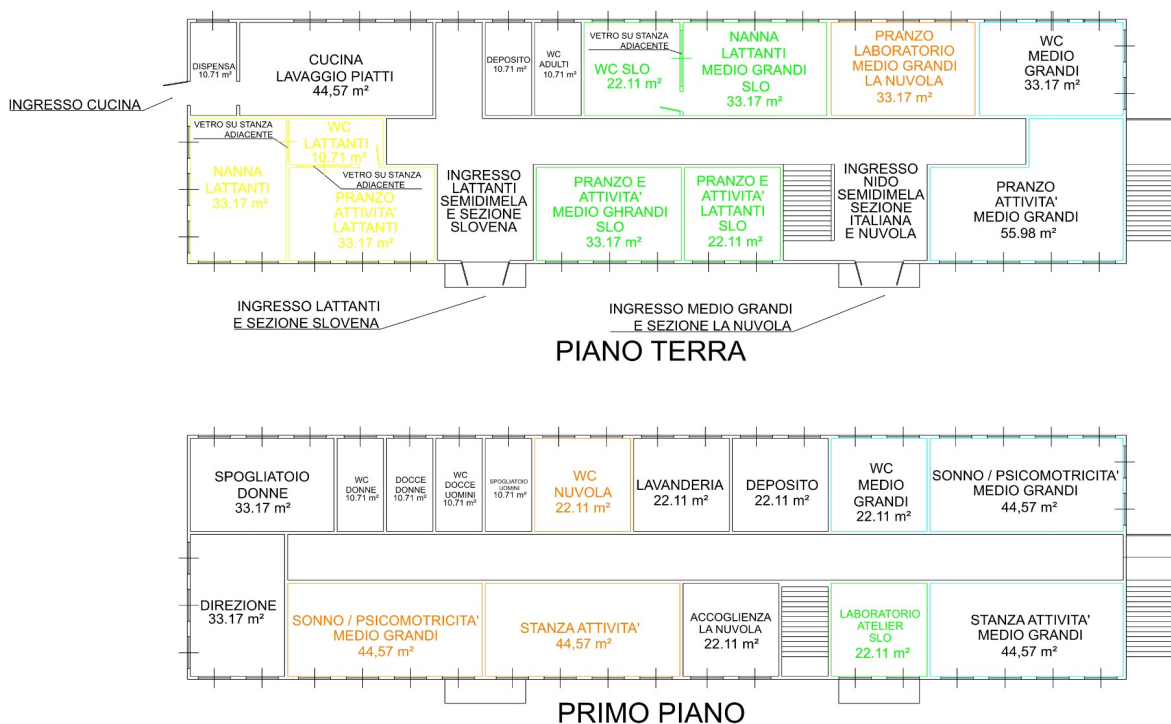 DISPENSA
10.71 m²
CUCINA
LAVAGGIO PIATTI
44,57 m²
DEPOSITO
10.71 m²
WC
ADULTI
10.71 m²
VETRO SU STANZA
ADIACENTE
WC SLO
22.11 m²
NANNA
LATTANTI
MEDIO GRANDI
SLO
33.17 m²
PRANZO
LABORATORIO
MEDIO GRANDI
LA NUVOLA
33.17 m²
WC
MEDIO
GRANDI
33.17 m²
INGRESSO CUCINA
VETRO SU STANZA
ADIACENTE
WC
LATTANTI
10.71 m²
VETRO SU STANZA
ADIACENTE
NANNA
LATTANTI
33.17 m²
PRANZO
ATTIVITA'
LATTANTI
33.17 m²
INGRESSO
LATTANTI
SEMIDIMELA
E SEZIONE
SLOVENA
PRANZO E
ATTIVITA'
MEDIO GHRANDI
SLO
33.17 m²
PRANZO E
ATTIVITA'
LATTANTI
SLO
22.11 m²
INGRESSO
NIDO
SEMIDIMELA
SEZIONE
ITALIANA
E NUVOLA
PRANZO
ATTIVITA'
MEDIO GRANDI
55.98 m²
INGRESSO LATTANTI
E SEZIONE SLOVENA
INGRESSO MEDIO GRANDI
E SEZIONE LA NUVOLA
PIANO TERRA
SPOGLIATOIO
DONNE
33.17 m²
WC
DONNE
10.71 m²
DOCCE
DONNE
10.71 m²
WC
DOCCE
UOMINI
10.71 m²
SPOGLIATOIO
UOMINI
10.71 m²
WC
NUVOLA
22.11 m²
LAVANDERIA
22.11 m²
DEPOSITO
22.11 m²
WC
MEDIO
GRANDI
22.11 m²
SONNO / PSICOMOTRICITA'
MEDIO GRANDI
44,57 m²
DIREZIONE
33.17 m²
SONNO / PSICOMOTRICITA'
MEDIO GRANDI
44,57 m²
STANZA ATTIVITA'
44,57 m²
ACCOGLIENZA
LA NUVOLA
22.11 m²
LABORATORIO
ATELIER
SLO
22.11 m²
STANZA ATTIVITA'
MEDIO GRANDI
44,57 m²
PRIMO PIANO